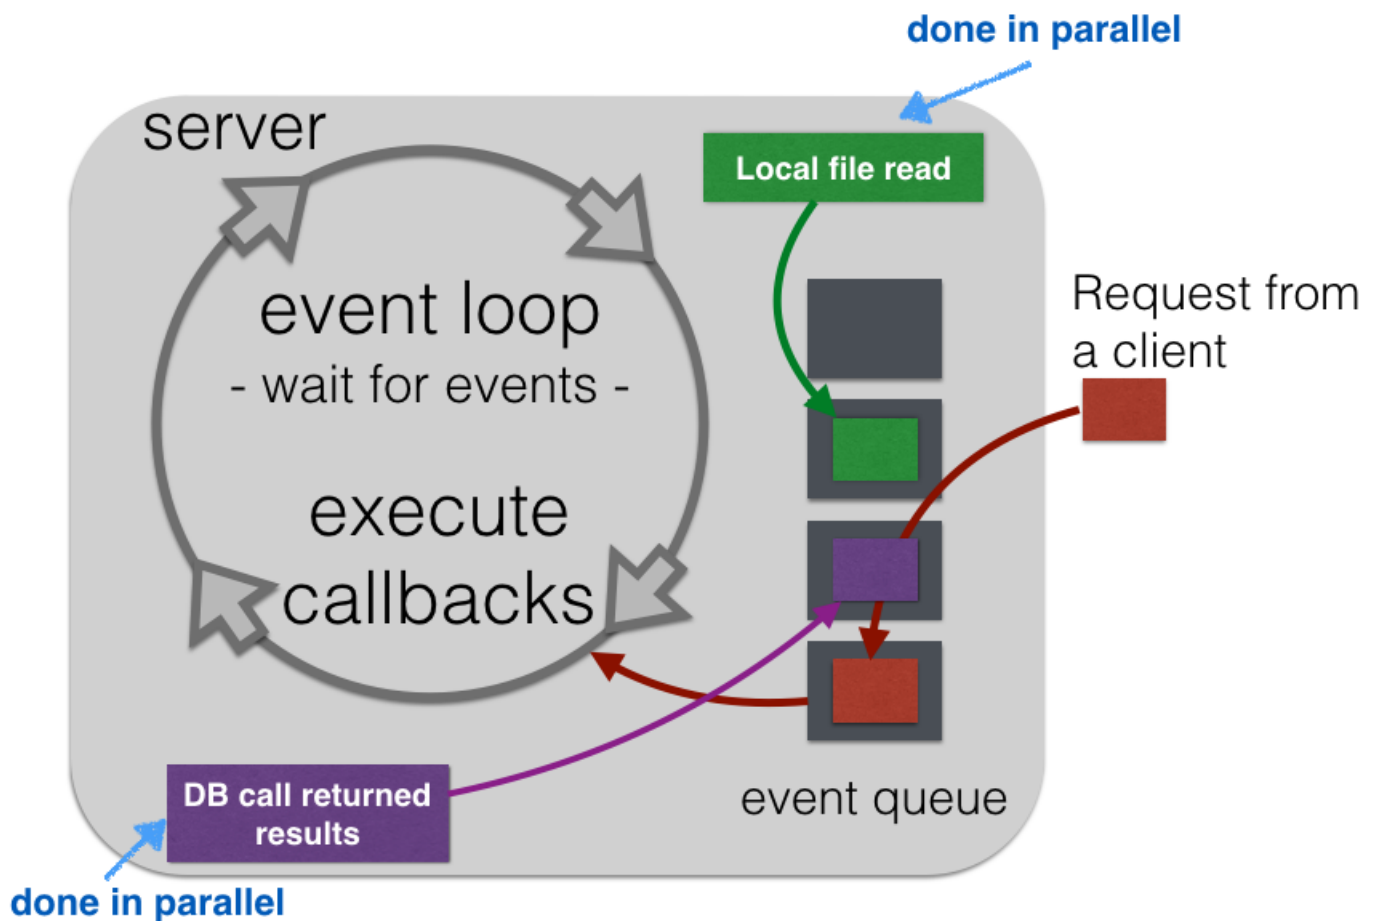 done in parallel
server
Local file read
event loop
- wait for events -
Request from
a client
execute
callbacks
DB call returned
results
event queue
done in parallel